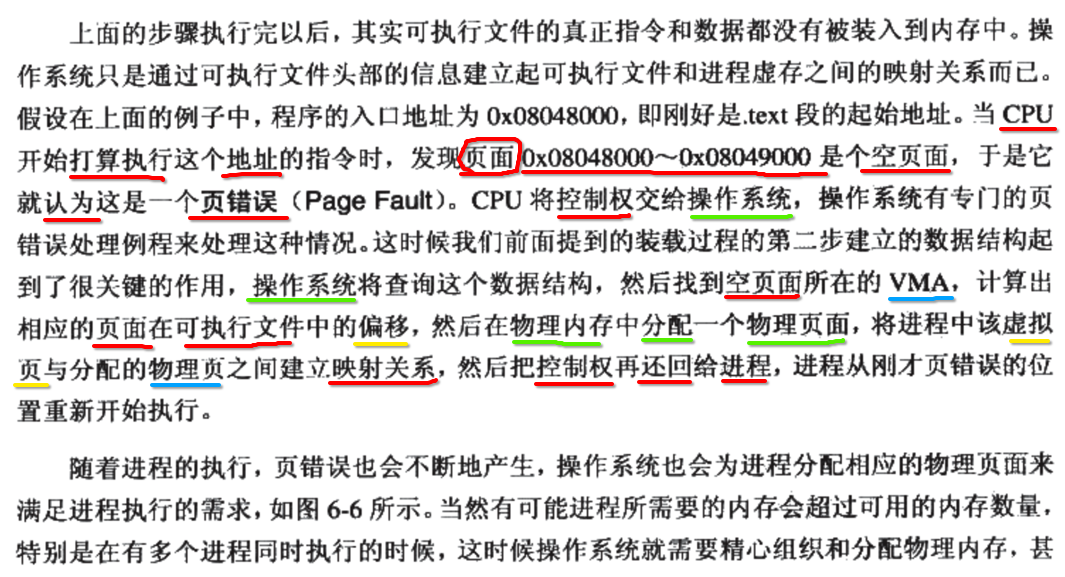 上面的步骤执行完以后，其实可执行文件的真正指令和数据都没有被装入到内存中。操
作系统只是通过可执行文件头部的信息建立起可执行文件和进程虚存之间的映射关系而已。
假设在上面的例子中，程序的入口地址为 0x08048000，即刚好是.text 段的起始地址。当 CPU
开始打算执行这个地址的指令时，发现页面 0x08048000～0x08049000 是个空页面，于是它
就认为这是一个页错误（Page Fault）。CPU 将控制权交给操作系统，操作系统有专门的页
错误处理例程来处理这种情况。这时候我们前面提到的装载过程的第二步建立的数据结构起
到了很关键的作用，操作系统将查询这个数据结构，然后找到空页面所在的 VMA，计算出
相应的页面在可执行文件中的偏移，然后在物理内存中分配一个物理页面，将进程中该虚拟
页与分配的物理页之间建立映射关系，然后把控制权再还回给进程，进程从刚才页错误的位
置重新开始执行。
随着进程的执行，页错误也会不断地产生，操作系统也会为进程分配相应的物理页面来
满足进程执行的需求，如图 6-6 所示。当然有可能进程所需要的内存会超过可用的内存数量，
特别是在有多个进程同时执行的时候，这时候操作系统就需要精心组织和分配物理内存，甚